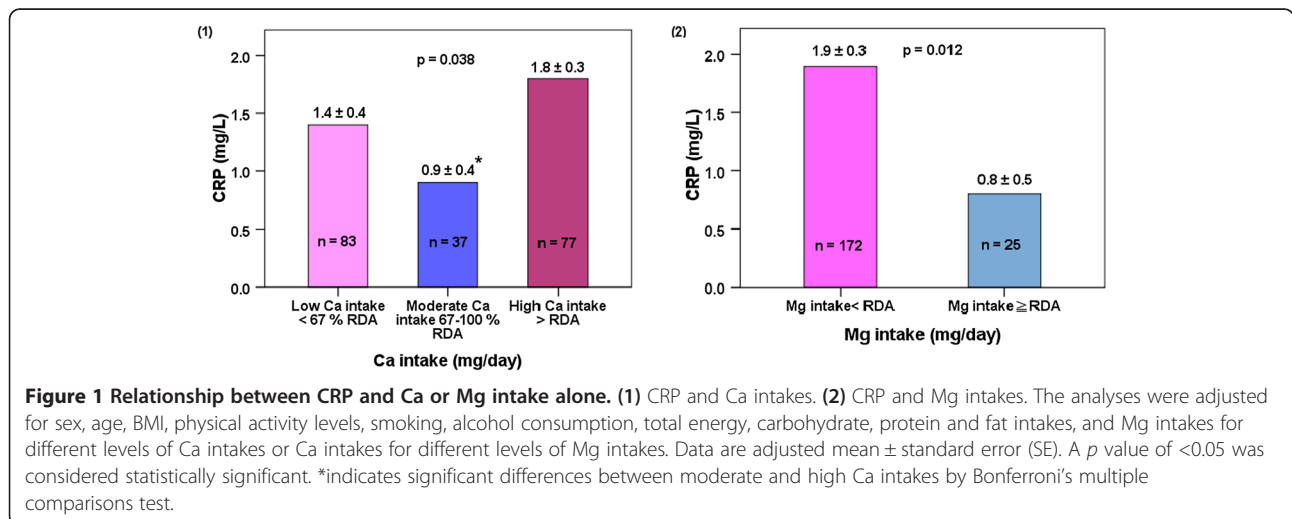 (1)
p = 0.038
2.0
1.5
1.0
0.5
0.0
CRP (mg/L)
1.4 ± 0.4
0.9 ± 0.4*
1.8 ± 0.3
n = 83
n = 37
n = 77
Low Ca intake
< 67 % RDA
Moderate Ca
intake 67-100 %
RDA
High Ca intake
> RDA
Ca intake (mg/day)
(2)
p = 0.012
2.0
1.5
1.0
0.5
0.0
CRP (mg/L)
1.9 ± 0.3
0.8 ± 0.5
n = 172
n = 25
Mg intake< RDA
Mg intake≧RDA
Mg intake (mg/day)
Figure 1 Relationship between CRP and Ca or Mg intake alone. (1) CRP and Ca intakes. (2) CRP and Mg intakes. The analyses were adjusted
for sex, age, BMI, physical activity levels, smoking, alcohol consumption, total energy, carbohydrate, protein and fat intakes, and Mg intakes for
different levels of Ca intakes or Ca intakes for different levels of Mg intakes. Data are adjusted mean ± standard error (SE). A p value of <0.05 was
considered statistically significant. *indicates significant differences between moderate and high Ca intakes by Bonferroni's multiple
comparisons test.